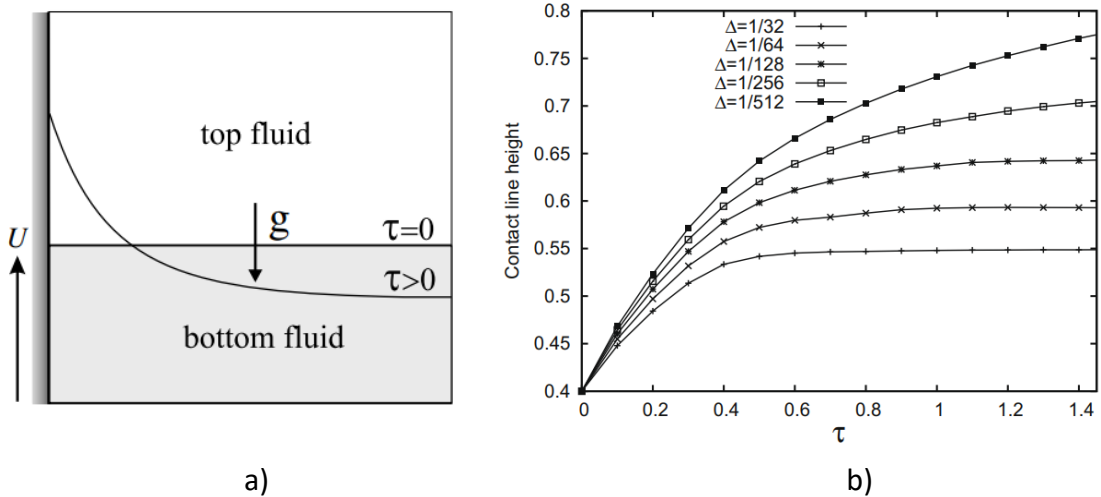 top fluid
g
U
τ=0
τ>0
bottom fluid
a)
Contact line height
0.8
0.75
0.7
0.65
0.6
0.55
0.5
0.45
0.4
Δ=1/32
Δ=1/64
Δ=1/128
Δ=1/256
Δ=1/512
0 0.2 0.4 0.6 0.8 1 1.2 1.4
τ
b)